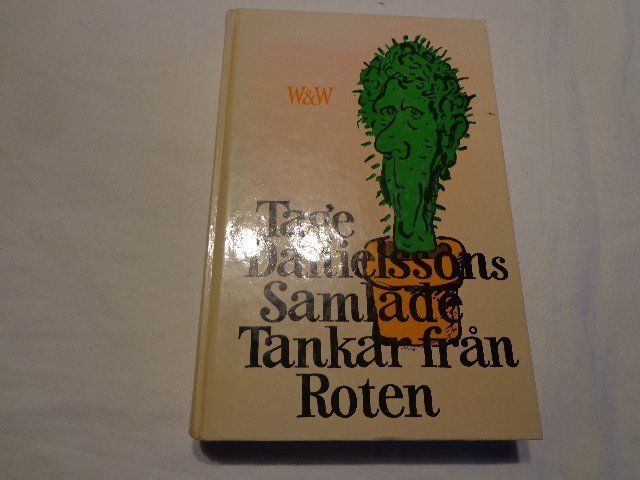 W&W
Tage
Danielssons
Samlade
Tankar från
Roten